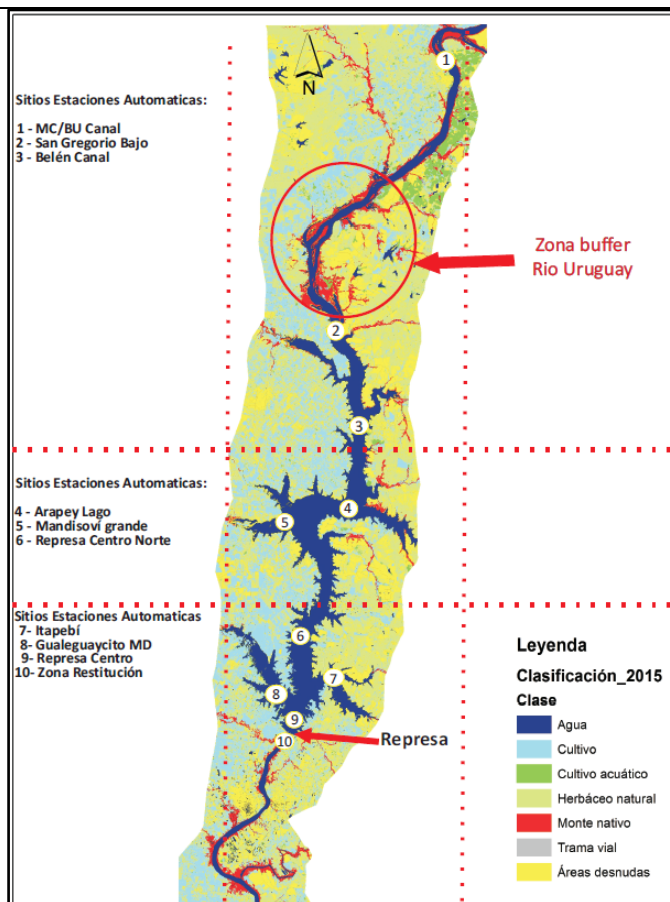 N
1
Sitios Estaciones Automaticas:
1 - MC/BU Canal
2 - San Gregorio Bajo
3 - Belén Canal
Zona buffer
Rio Uruguay
2
3
Sitios Estaciones Automaticas:
4 - Arapey Lago
5 - Mandisoví grande
6 - Represa Centro Norte
4
5
Sitios Estaciones Automaticas
7- Itapebí
8- Gualeguaycito MD
9- Represa Centro
10- Zona Restitución
6
7
8
9
10
Represa
Leyenda
Clasificación_2015
Clase
Agua
Cultivo
Cultivo acuático
Herbáceo natural
Monte nativo
Trama vial
Áreas desnudas